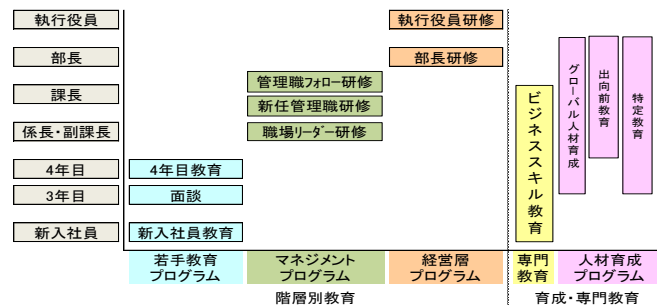 執行役員
執行役員研修
部長
部長研修
課長
管理職フォロー研修
新任管理職研修
係長・副課長
職場リーダー研修
4年目
4年目教育
3年目
面談
新入社員
新入社員教育
ビジネススキル教育
グローバル人材育成
出向前教育
特定教育
若手教育
プログラム
マネジメント
プログラム
経営層
プログラム
専門
教育
人材育成
プログラム
階層別教育
育成・専門教育